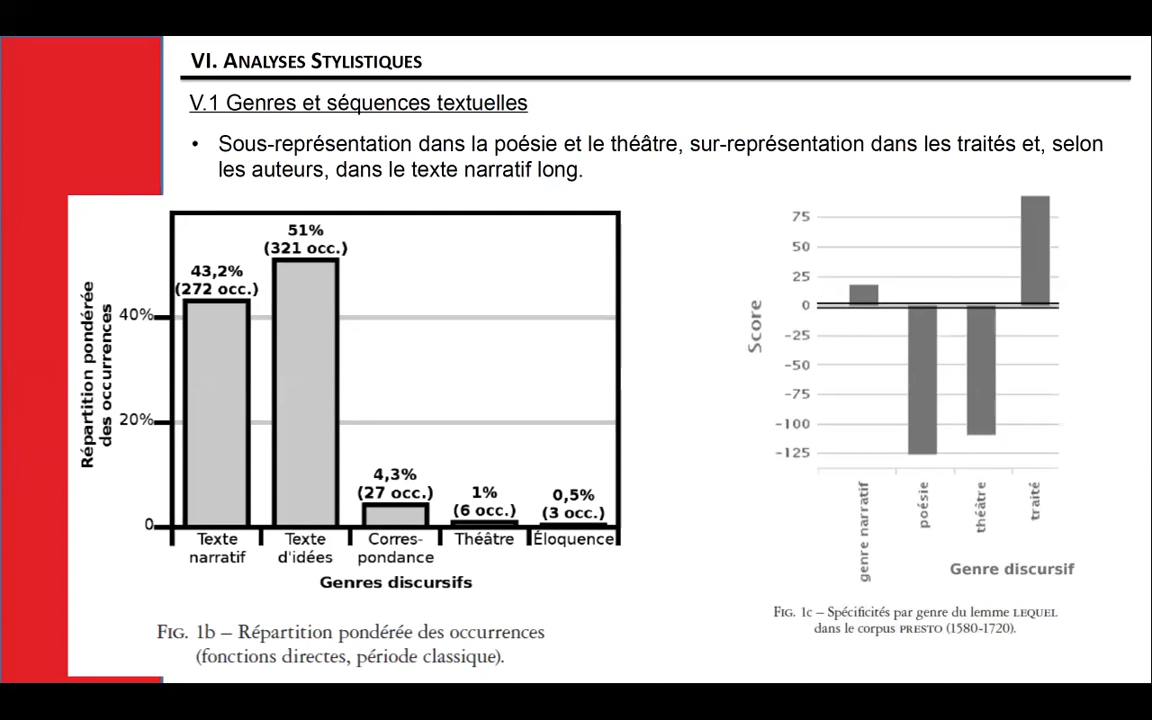 VI. ANALYSES STYLISTIQUES
V.1 Genres et séquences textuelles
• Sous-représentation dans la poésie et le théâtre, sur-représentation dans les traités et, selon
les auteurs, dans le texte narratif long.
Répartition pondérée
des occurrences
40%
20%
0
43,2%
(272 occ.)
51%
(321 occ.)
4,3%
(27 occ.)
1%
(6 occ.)
0,5%
(3 occ.)
Texte
narratif
Texte
d'idées
Corres-
pondance
Théâtre
Éloquence
Genres discursifs
FIG. 1b – Répartition pondérée des occurrences
(fonctions directes, période classique).
Score
75
50
25
0
-25
-50
-75
-100
-125
genre narratif
poésie
théâtre
traité
Genre discursif
FIG. 1c – Spécificités par genre du lemme LEQUEL
dans le corpus PRESTO (1580-1720).